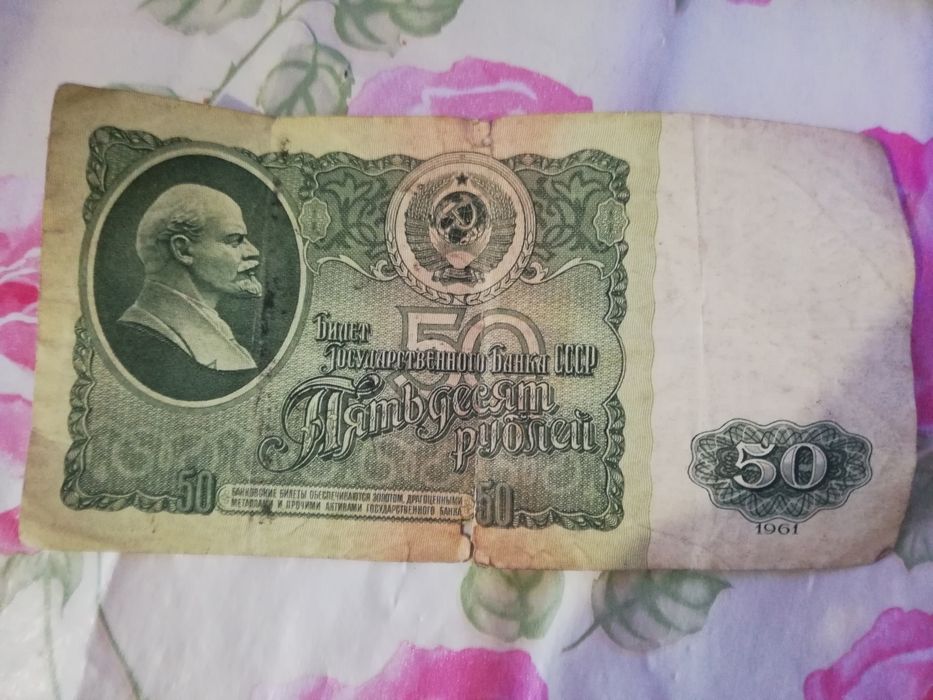 50
Билет
Государственного Банка СССР
Пятьдесят
рублей
50
БАНКОВСКИЕ БИЛЕТЫ ОБЕСПЕЧИВАЮТСЯ ЗОЛОТОМ, ДРАГОЦЕННЫМИ
МЕТАЛЛАМИ И ПРОЧИМИ АКТИВАМИ ГОСУДАРСТВЕННОГО БАНКА
50
50
1961